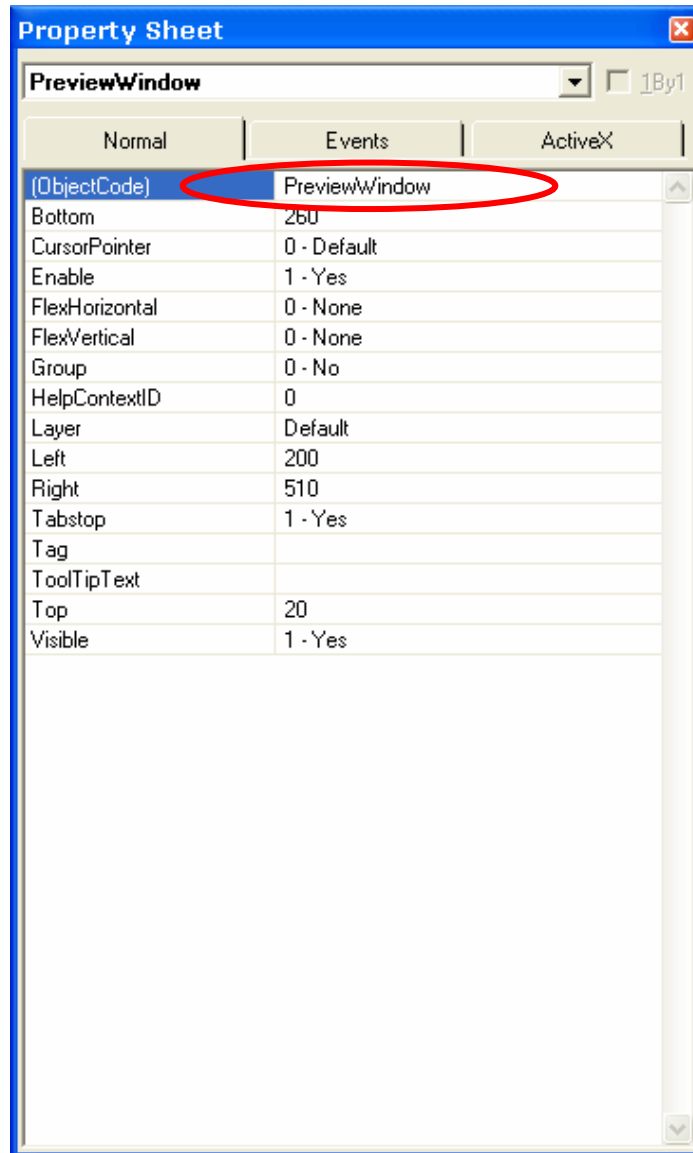 Property Sheet
PreviewWindow 1By1
Normal Events ActiveX
(ObjectCode) PreviewWindow
Bottom 260
CursorPointer 0 - Default
Enable 1 - Yes
FlexHorizontal 0 - None
FlexVertical 0 - None
Group 0 - No
HelpContextID 0
Layer Default
Left 200
Right 510
Tabstop 1 - Yes
Tag
ToolTipText
Top 20
Visible 1 - Yes